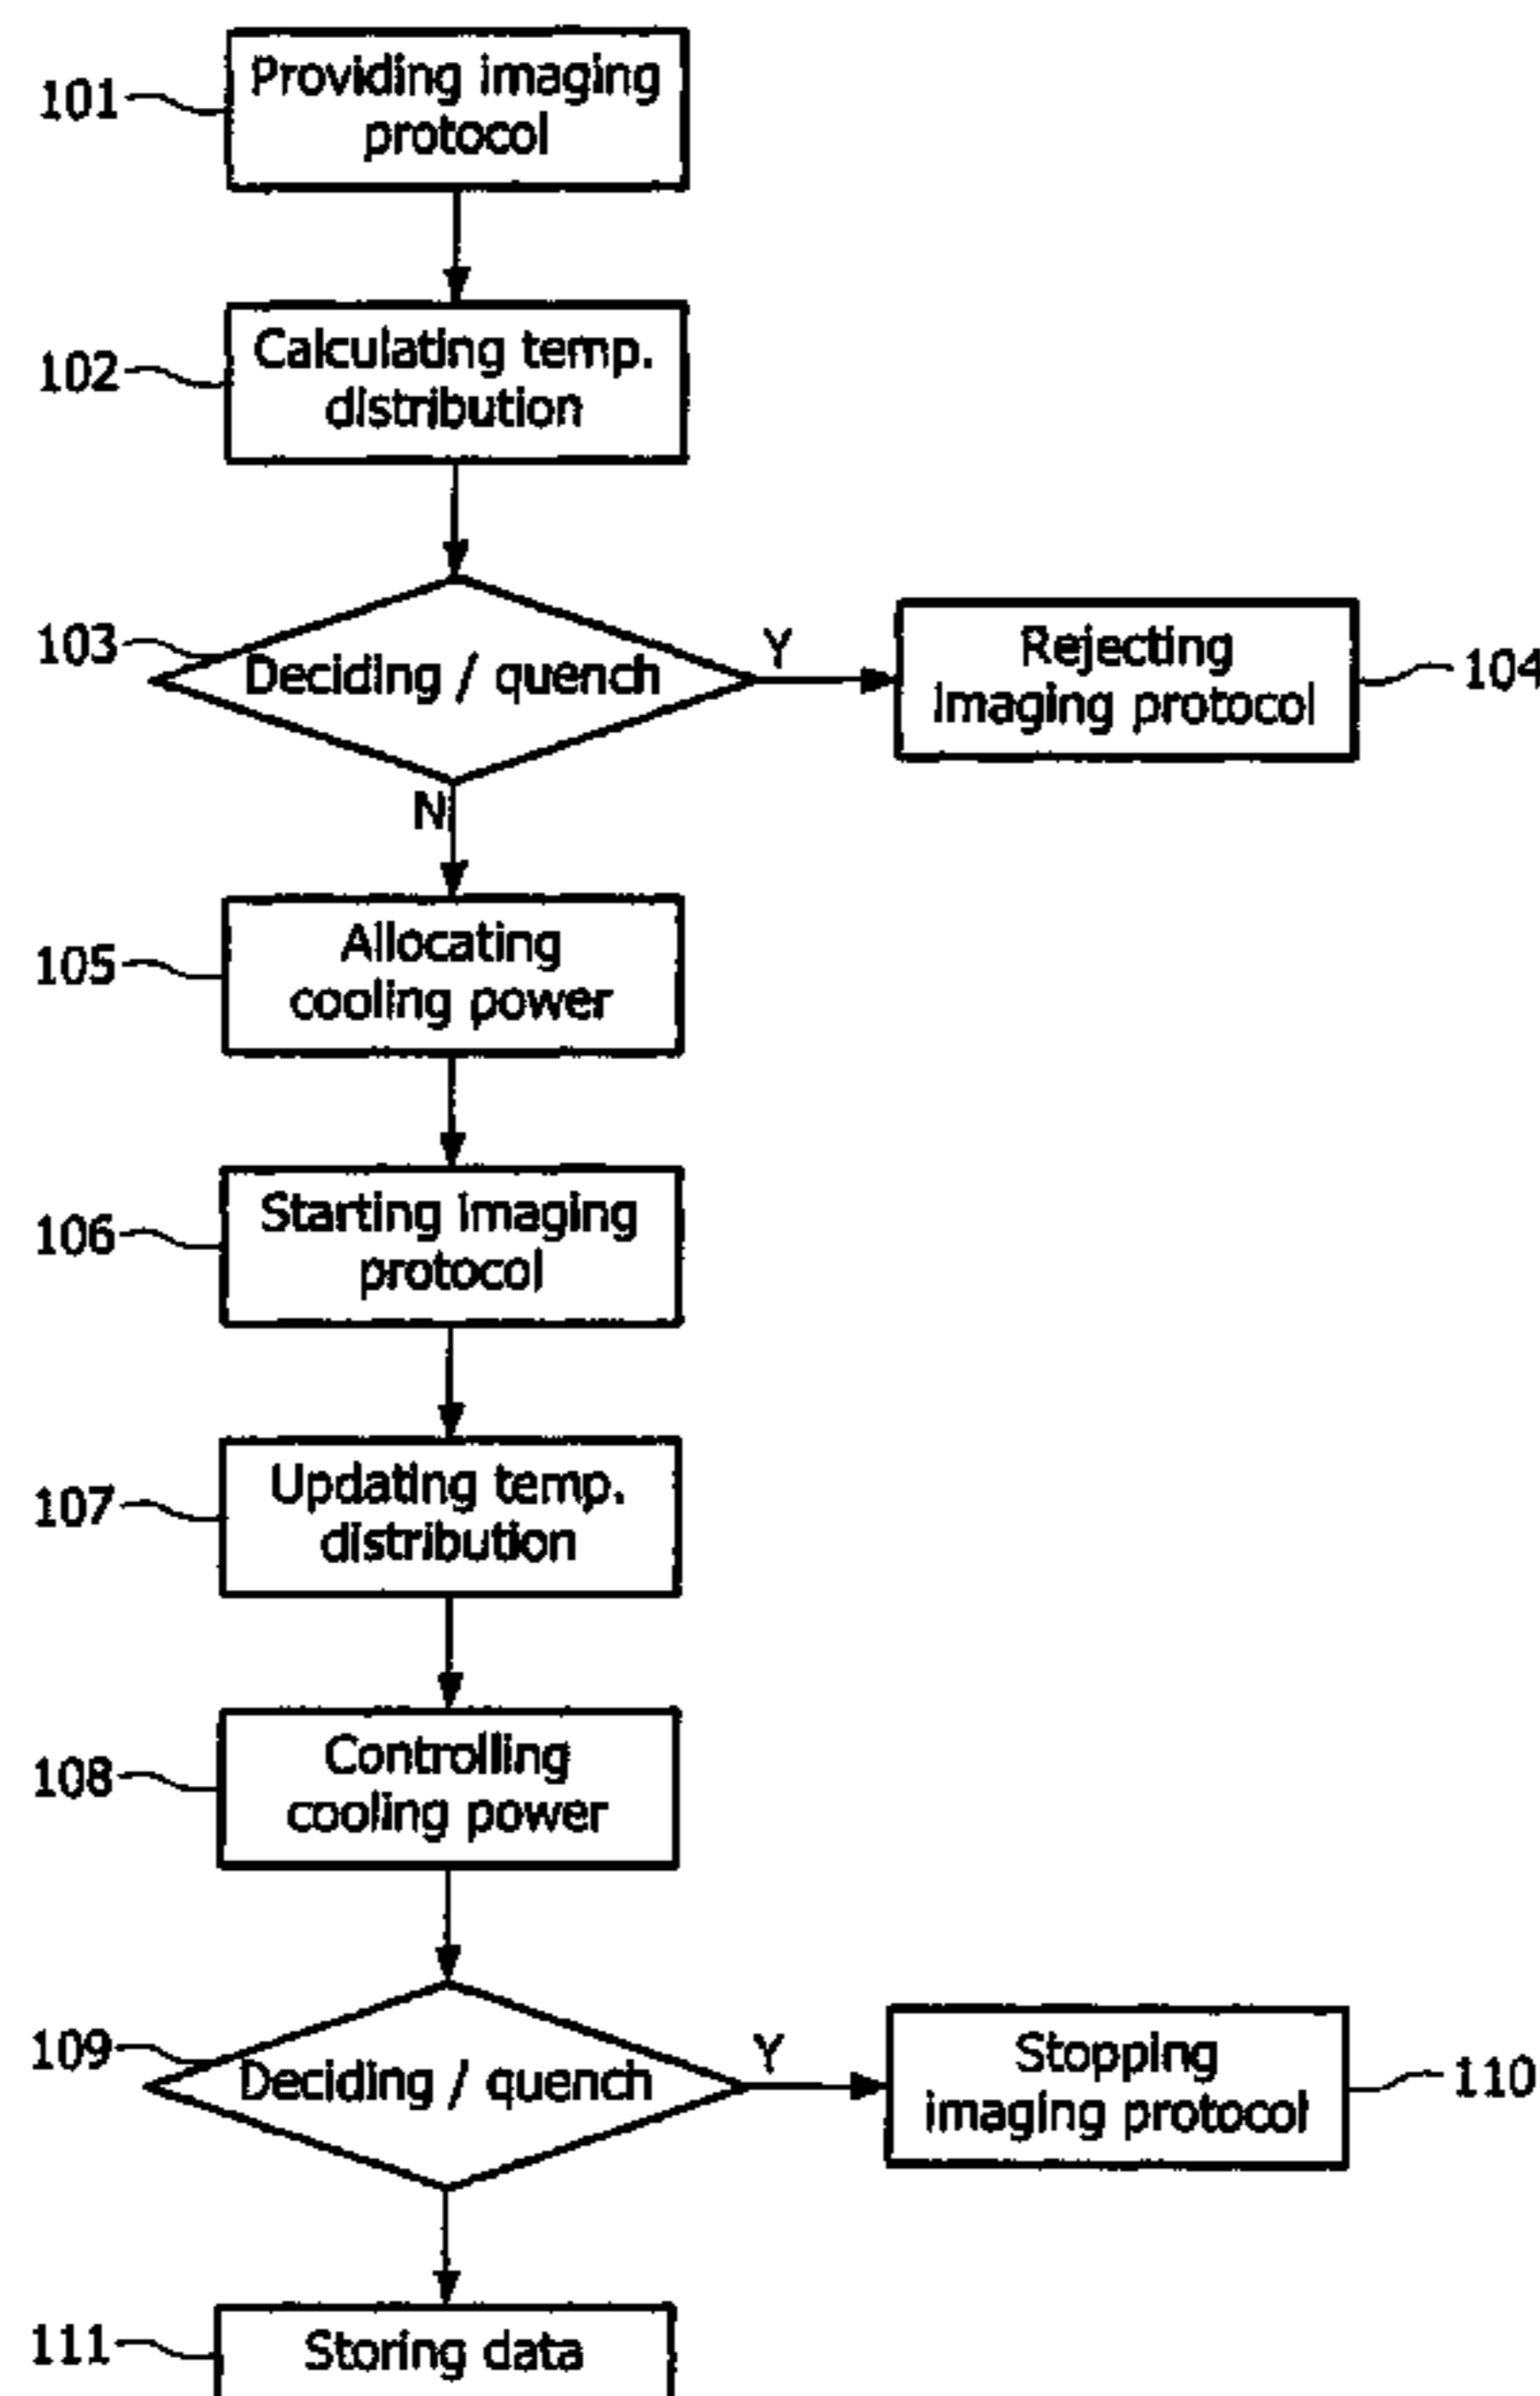 101
Providing imaging
protocol
102
Calculating temp.
distribution
103
Deciding / quench
Y
Rejecting
imaging protocol
104
N
105
Allocating
cooling power
106
Starting imaging
protocol
107
Updating temp.
distribution
108
Controlling
cooling power
109
Deciding / quench
Y
Stopping
imaging protocol
110
111
Storing data